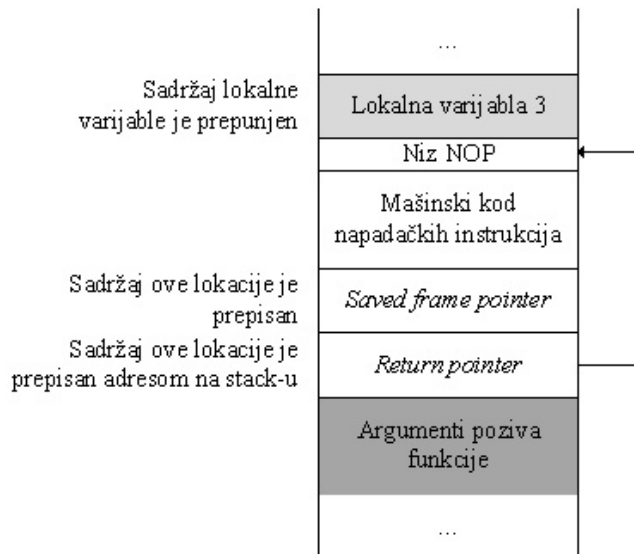 ...
Sadržaj lokalne
varijable je prepunjen
Lokalna varijabla 3
Niz NOP
Mašinski kod
napadačkih instrukcija
Sadržaj ove lokacije je
prepisan
Saved frame pointer
Sadržaj ove lokacije je
prepisan adresom na stack-u
Return pointer
Argumenti poziva
funkcije
...